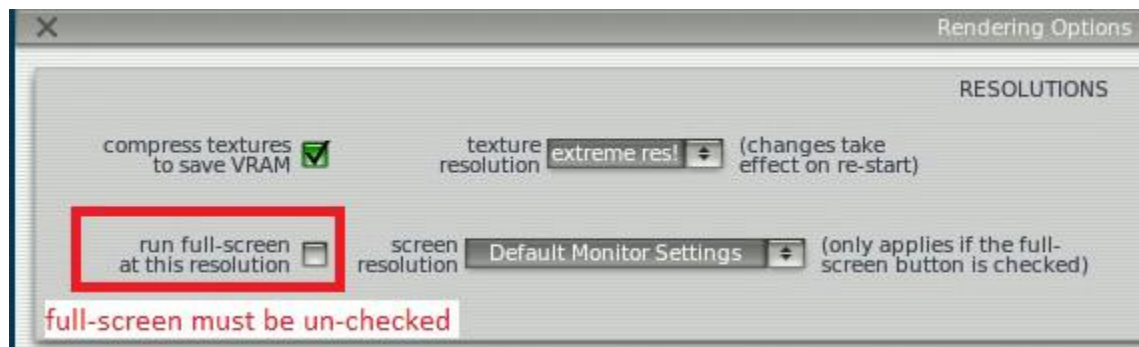 Rendering Options
RESOLUTIONS
compress textures
to save VRAM
texture
resolution
extreme res!
(changes take
effect on re-start)
run full-screen
at this resolution
screen
resolution
Default Monitor Settings
(only applies if the full-
screen button is checked)
full-screen must be un-checked